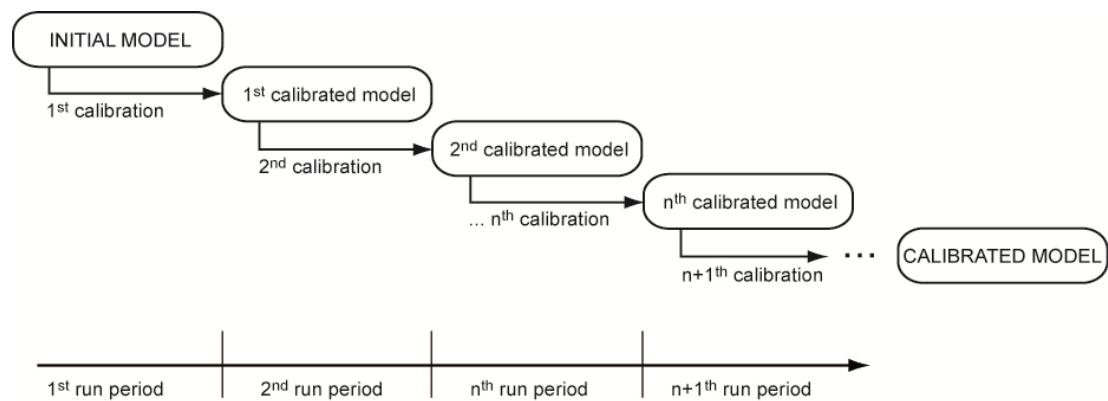 INITIAL MODEL
1st calibration
1st calibrated model
2nd calibration
2nd calibrated model
... nth calibration
nth calibrated model
n+1th calibration
...
CALIBRATED MODEL
1st run period
2nd run period
nth run period
n+1th run period